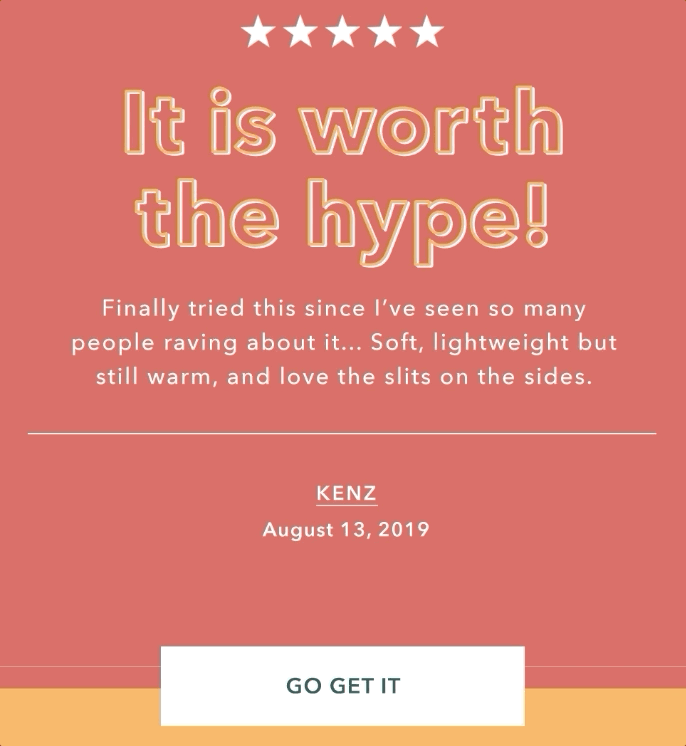 It is worth
the hype!
Finally tried this since I’ve seen so many
people raving about it... Soft, lightweight but
still warm, and love the slits on the sides.
KENZ
August 13, 2019
GO GET IT